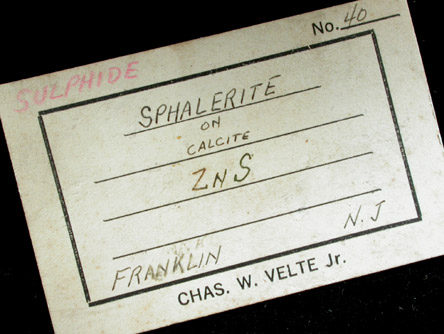 No. 40
SULPHIDE
SPHALERITE
ON
CALCITE
ZNS
FRANKLIN N.J
CHAS. W. VELTE Jr.